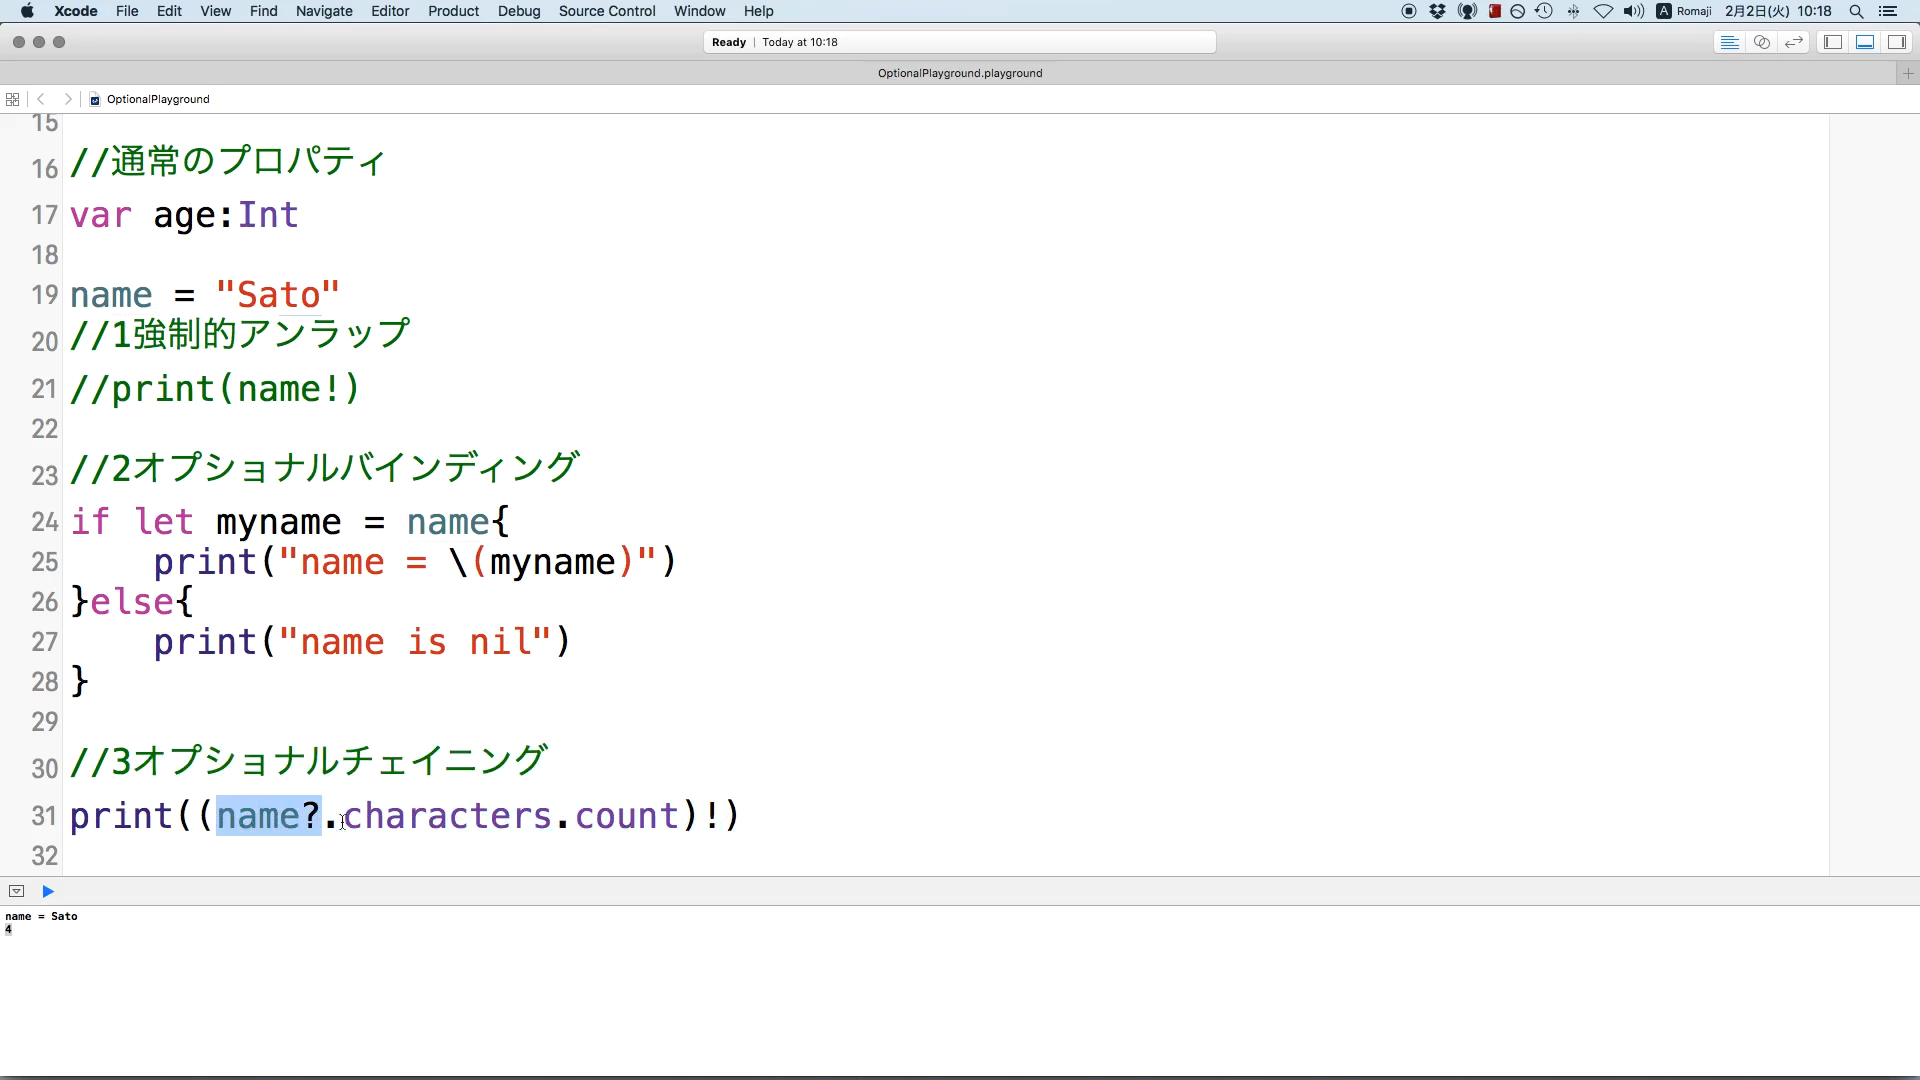 Xcode File Edit View Find Navigate Editor Product Debug Source Control Window Help A Romaji 2月2日(火) 10:18
Ready | Today at 10:18
OptionalPlayground.playground
OptionalPlayground
15
16 //通常のプロパティ
17 var age:Int
18
19 name = "Sato"
20 //1強制的アンラップ
21 //print(name!)
22
23 //2オプショナルバインディング
24 if let myname = name{
25 print("name = \(myname)")
26 }else{
27 print("name is nil")
28 }
29
30 //3オプショナルチェイニング
31 print((name?.characters.count)!)
32
name = Sato
4